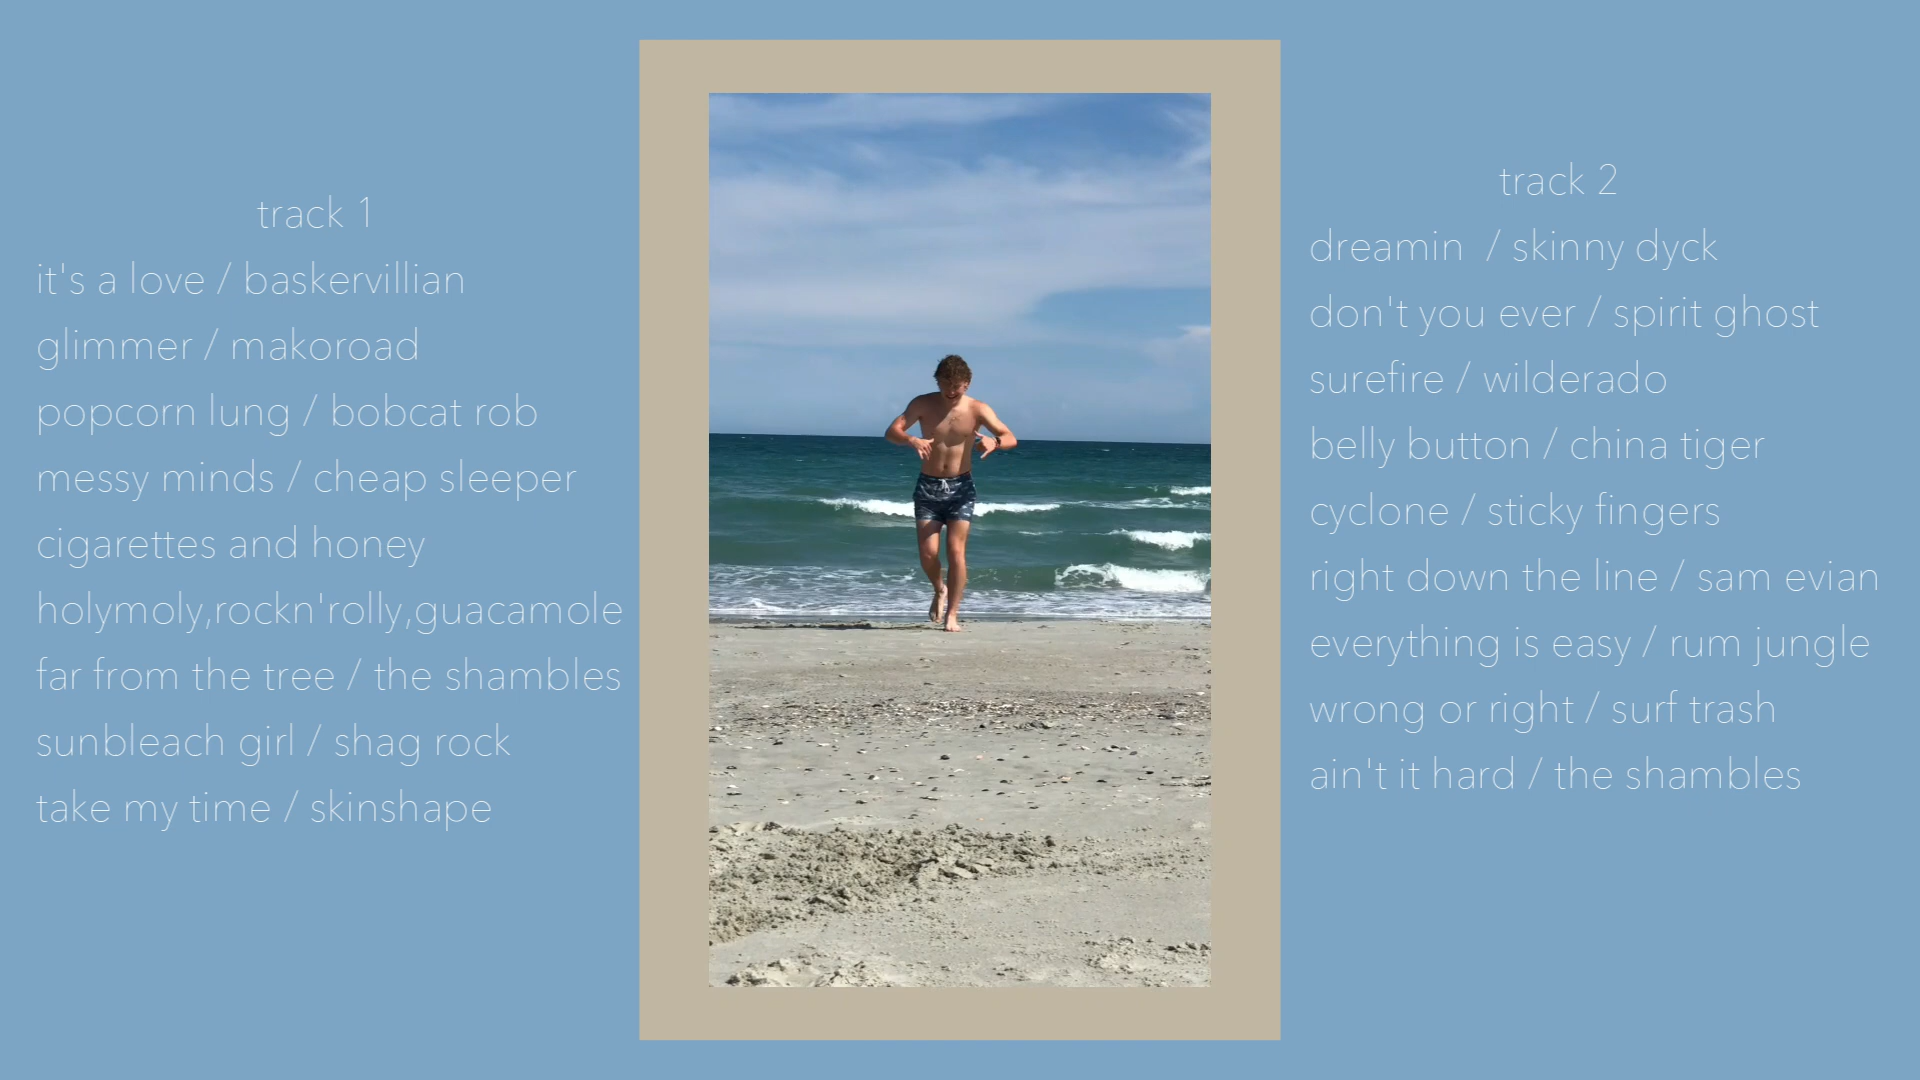 track 1
it's a love / baskervillian
glimmer / makoroad
popcorn lung / bobcat rob
messy minds / cheap sleeper
cigarettes and honey
holymoly,rockn'rolly,guacamole
far from the tree / the shambles
sunbleach girl / shag rock
take my time / skinshape
track 2
dreamin  / skinny dyck
don't you ever / spirit ghost
surefire / wilderado
belly button / china tiger
cyclone / sticky fingers
right down the line / sam evian
everything is easy / rum jungle
wrong or right / surf trash
ain't it hard / the shambles